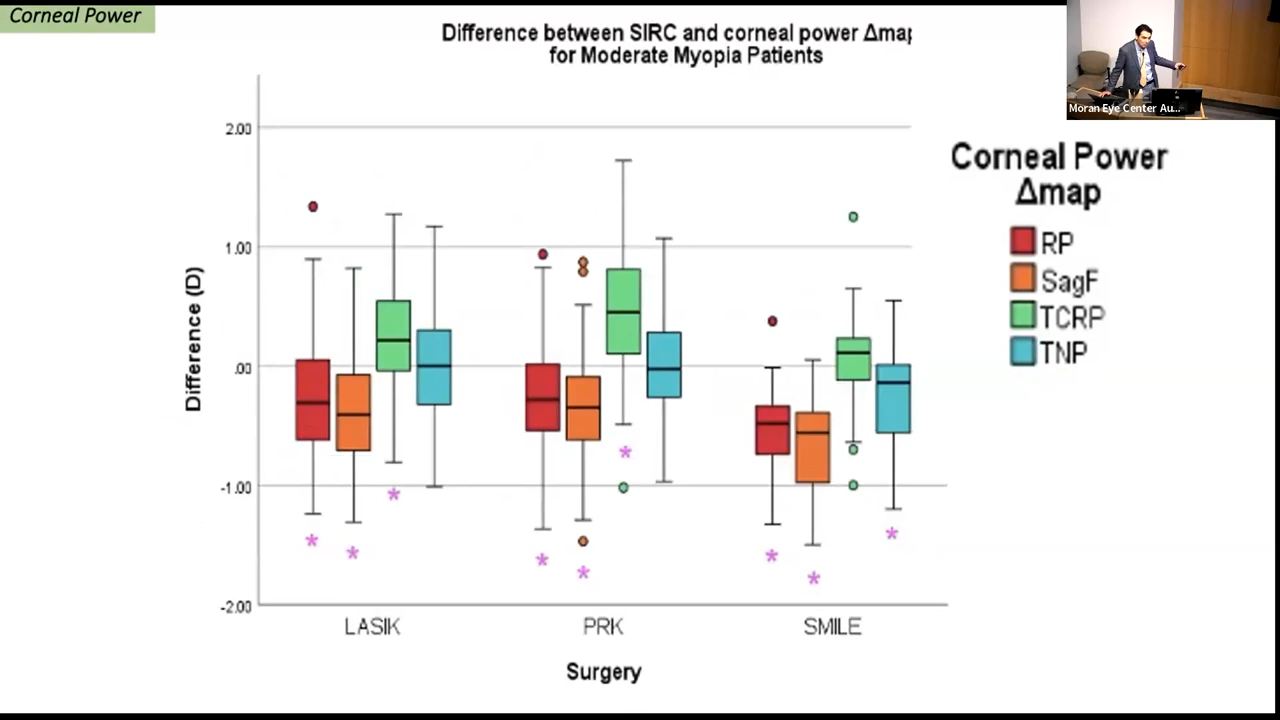 Corneal Power
Difference between SIRC and corneal power Δmap
for Moderate Myopia Patients
Moran Eye Center Au...
Corneal Power
Δmap
RP
SagF
TCRP
TNP
Difference (D)
2.00
1.00
.00
-1.00
-2.00
* * * * * * * * *
LASIK PRK SMILE
Surgery